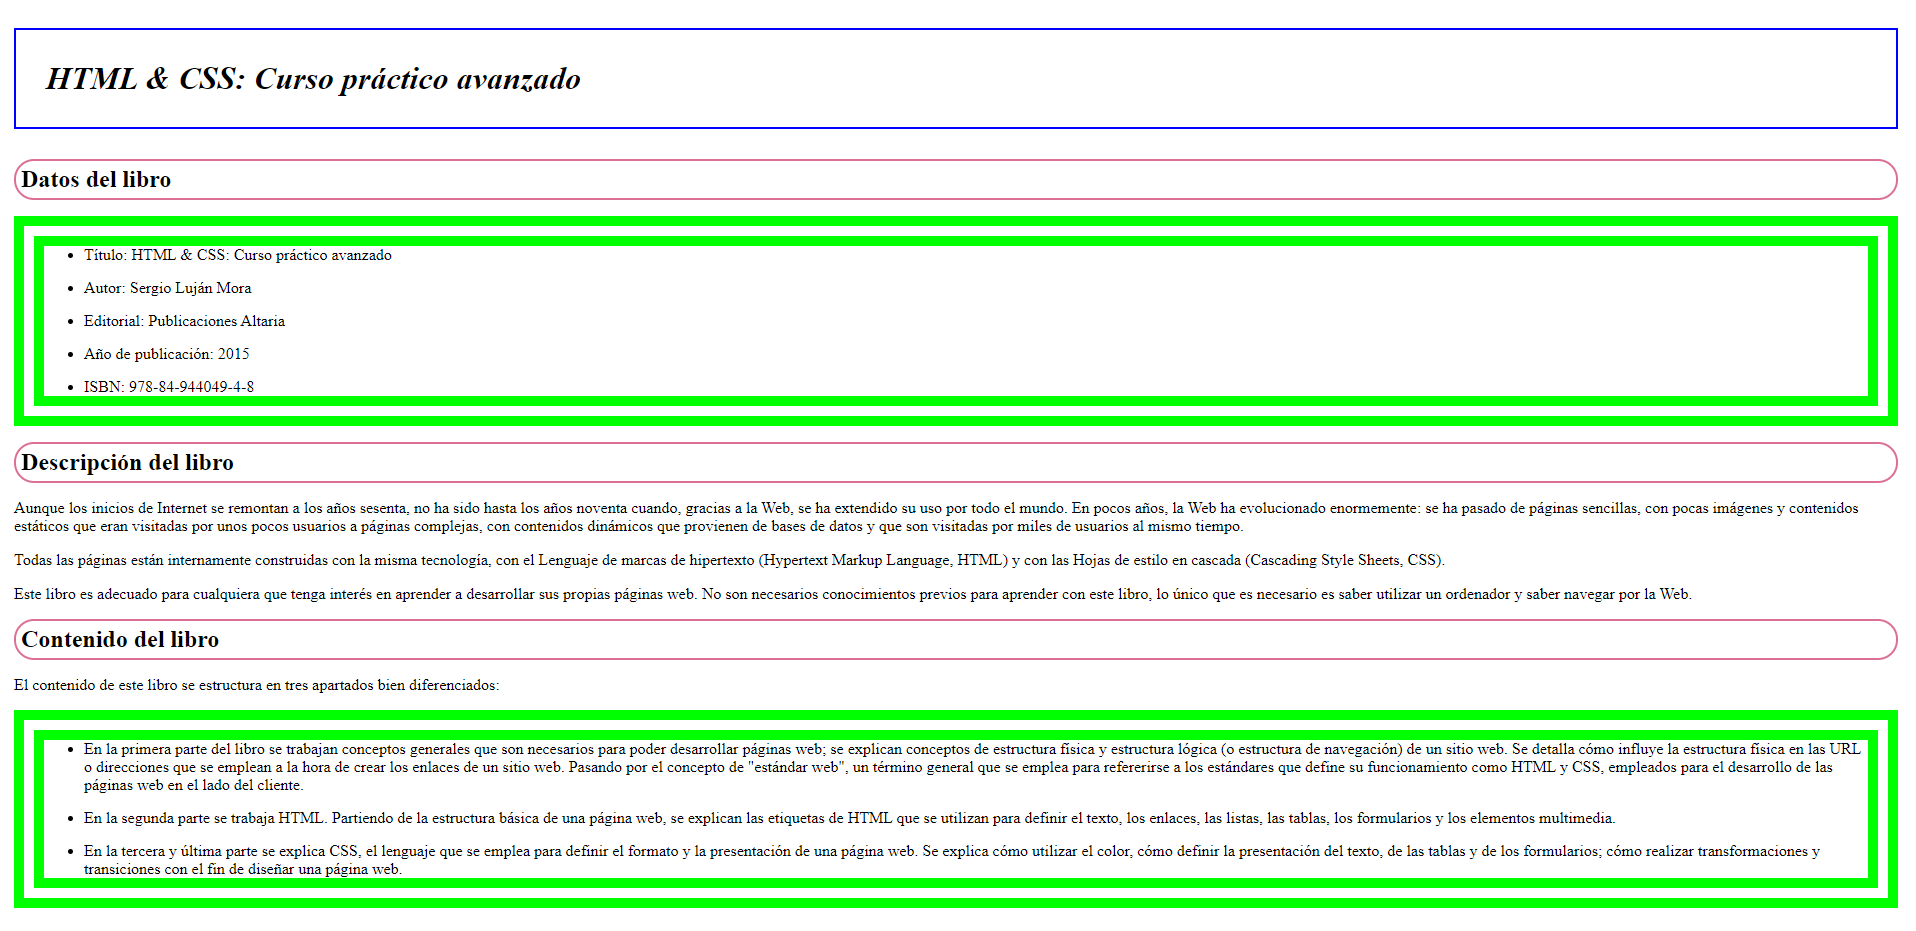 HTML & CSS: Curso práctico avanzado
Datos del libro
• Título: HTML & CSS: Curso práctico avanzado
• Autor: Sergio Luján Mora
• Editorial: Publicaciones Altaria
• Año de publicación: 2015
• ISBN: 978-84-944049-4-8
Descripción del libro
Aunque los inicios de Internet se remontan a los años sesenta, no ha sido hasta los años noventa cuando, gracias a la Web, se ha extendido su uso por todo el mundo. En pocos años, la Web ha evolucionado enormemente: se ha pasado de páginas sencillas, con pocas imágenes y contenidos
estáticos que eran visitadas por unos pocos usuarios a páginas complejas, con contenidos dinámicos que provienen de bases de datos y que son visitadas por miles de usuarios al mismo tiempo.
Todas las páginas están internamente construidas con la misma tecnología, con el Lenguaje de marcas de hipertexto (Hypertext Markup Language, HTML) y con las Hojas de estilo en cascada (Cascading Style Sheets, CSS).
Este libro es adecuado para cualquiera que tenga interés en aprender a desarrollar sus propias páginas web. No son necesarios conocimientos previos para aprender con este libro, lo único que es necesario es saber utilizar un ordenador y saber navegar por la Web.
Contenido del libro
El contenido de este libro se estructura en tres apartados bien diferenciados:
• En la primera parte del libro se trabajan conceptos generales que son necesarios para poder desarrollar páginas web; se explican conceptos de estructura física y estructura lógica (o estructura de navegación) de un sitio web. Se detalla cómo influye la estructura física en las URL
o direcciones que se emplean a la hora de crear los enlaces de un sitio web. Pasando por el concepto de "estándar web", un término general que se emplea para refererirse a los estándares que define su funcionamiento como HTML y CSS, empleados para el desarrollo de las
páginas web en el lado del cliente.
• En la segunda parte se trabaja HTML. Partiendo de la estructura básica de una página web, se explican las etiquetas de HTML que se utilizan para definir el texto, los enlaces, las listas, las tablas, los formularios y los elementos multimedia.
• En la tercera y última parte se explica CSS, el lenguaje que se emplea para definir el formato y la presentación de una página web. Se explica cómo utilizar el color, cómo definir la presentación del texto, de las tablas y de los formularios; cómo realizar transformaciones y
transiciones con el fin de diseñar una página web.